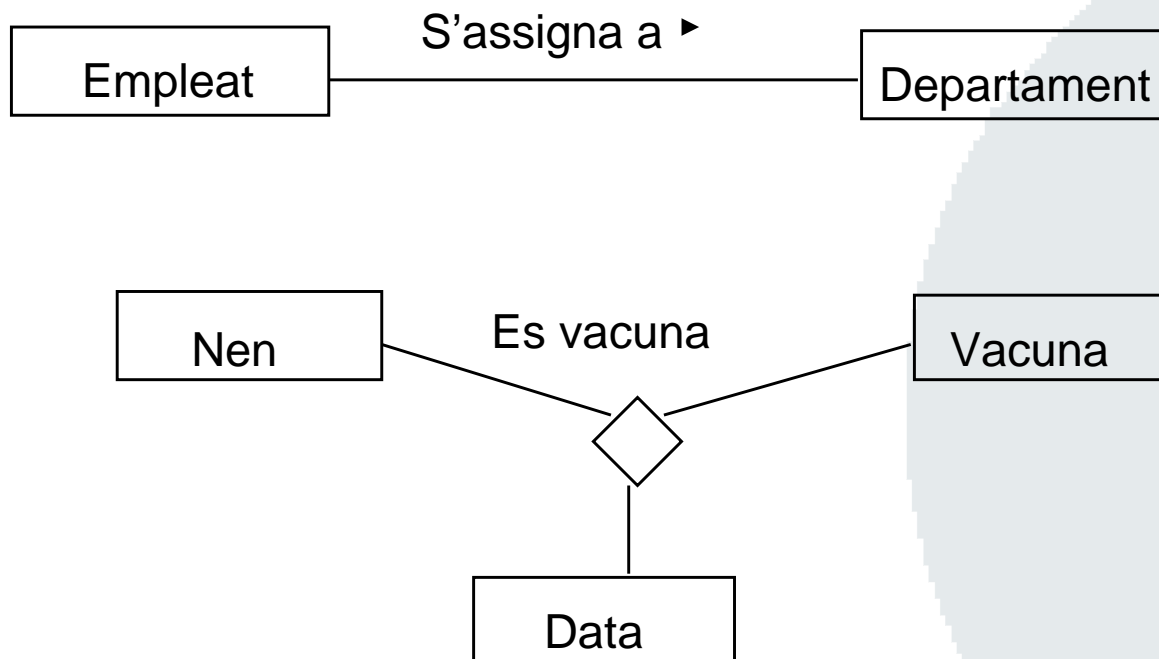 S’assigna a ►
Empleat
Departament
Es vacuna
Nen
Vacuna
Data